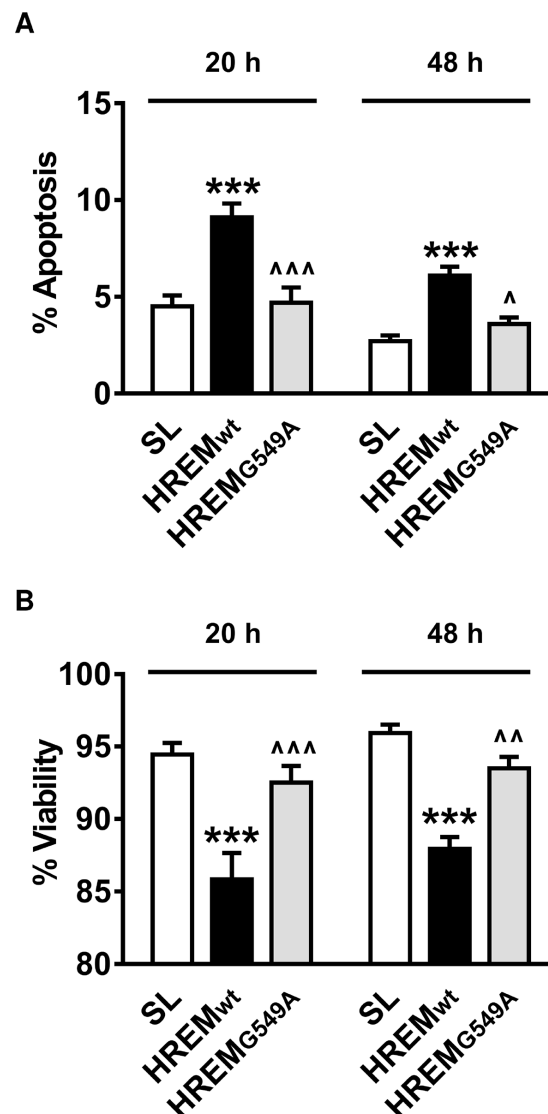 A
20 h 48 h
% Apoptosis
15
10
5
0
***
^^^
***
^
SL
HREMwt
HREMG549A
SL
HREMwt
HREMG549A
B
20 h 48 h
% Viability
100
95
90
85
80
***
^^^
***
^^
SL
HREMwt
HREMG549A
SL
HREMwt
HREMG549A